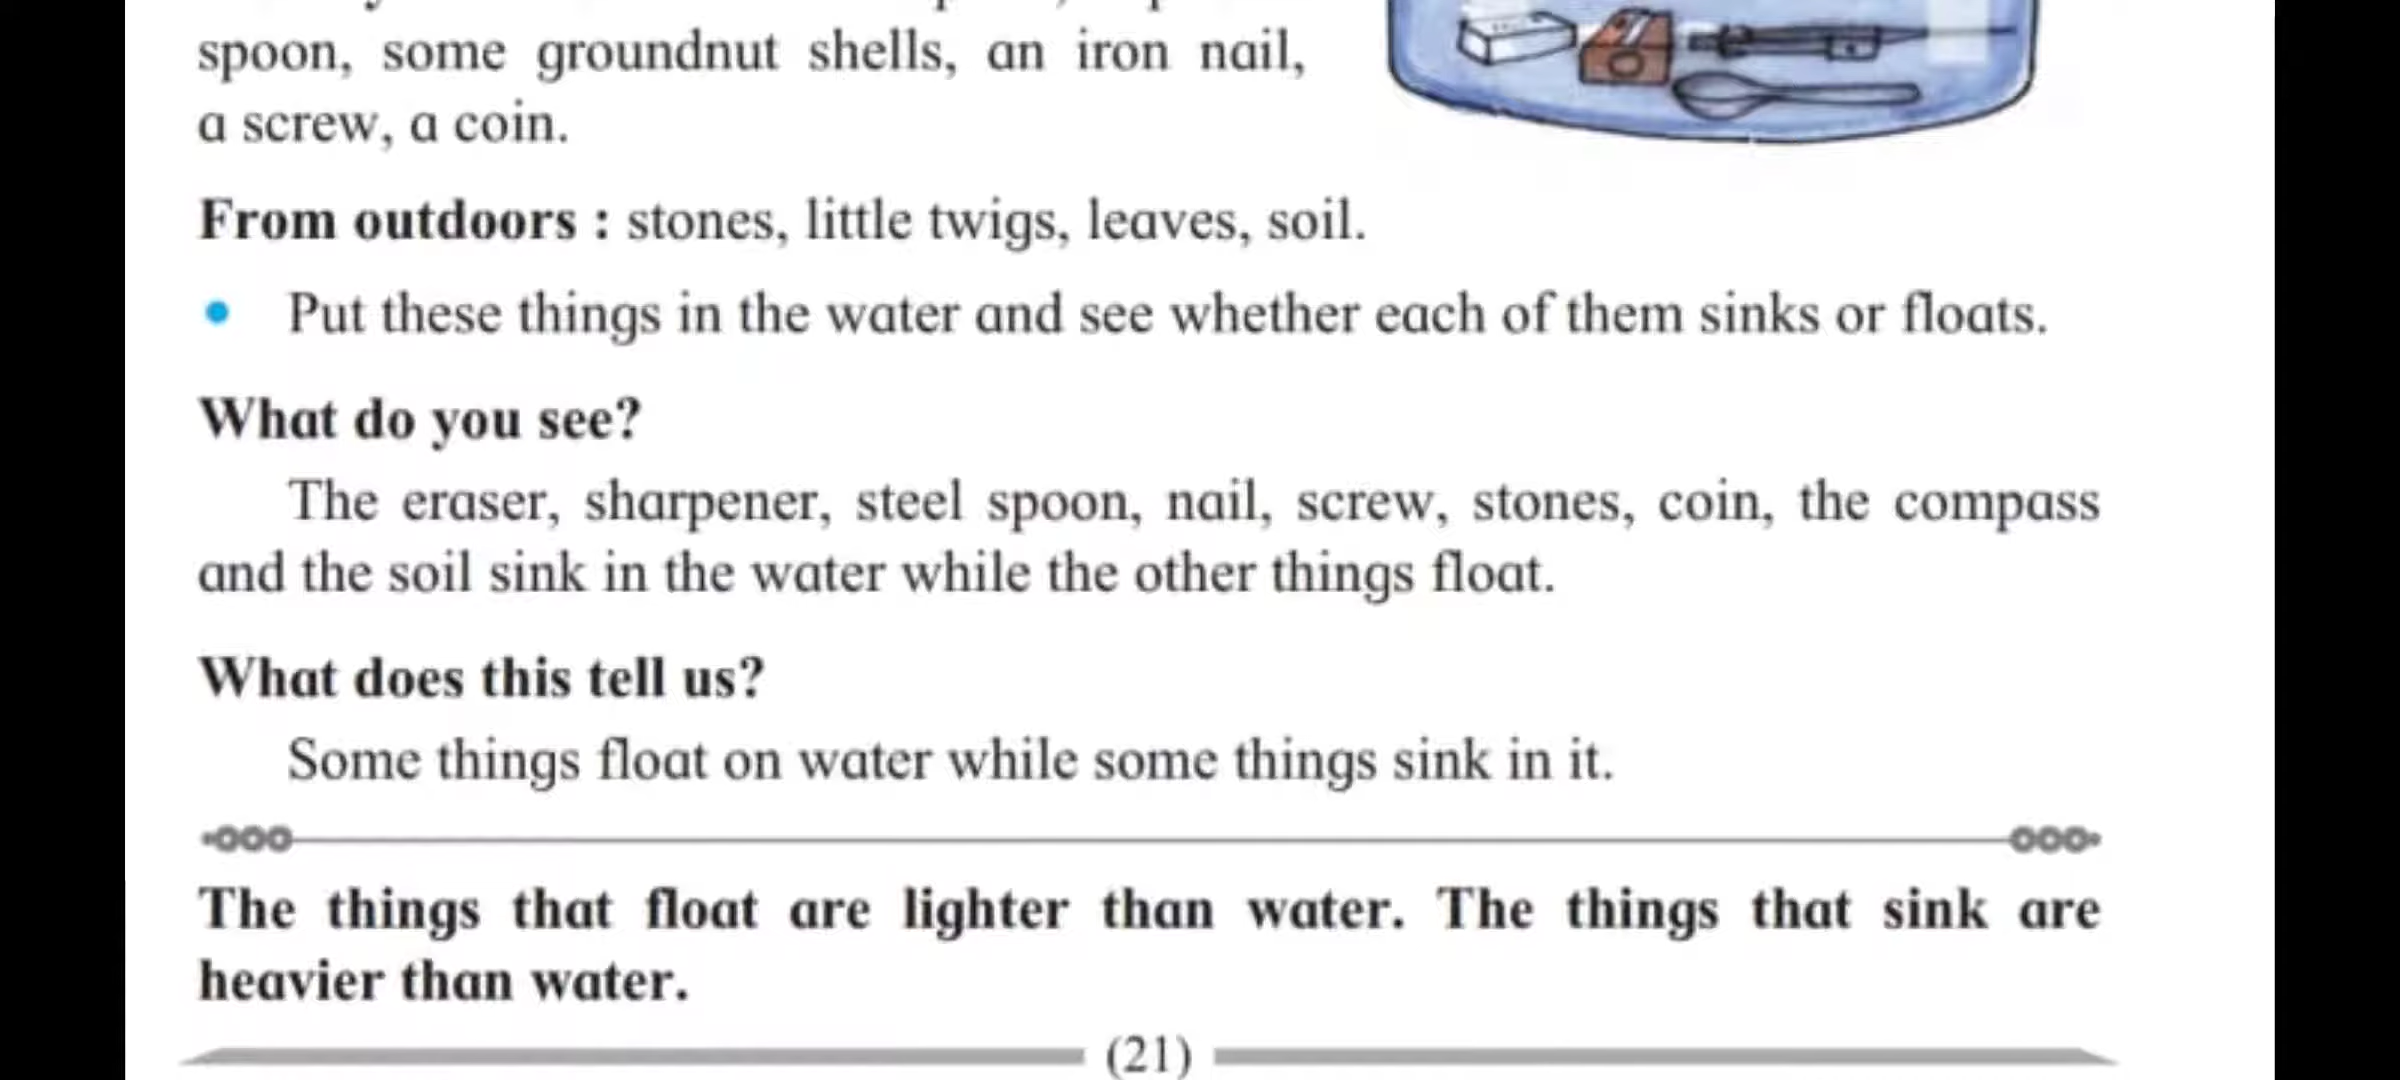 spoon, some groundnut shells, an iron nail,
a screw, a coin.
From outdoors : stones, little twigs, leaves, soil.
• Put these things in the water and see whether each of them sinks or floats.
What do you see?
The eraser, sharpener, steel spoon, nail, screw, stones, coin, the compass
and the soil sink in the water while the other things float.
What does this tell us?
Some things float on water while some things sink in it.
The things that float are lighter than water. The things that sink are
heavier than water.
(21)